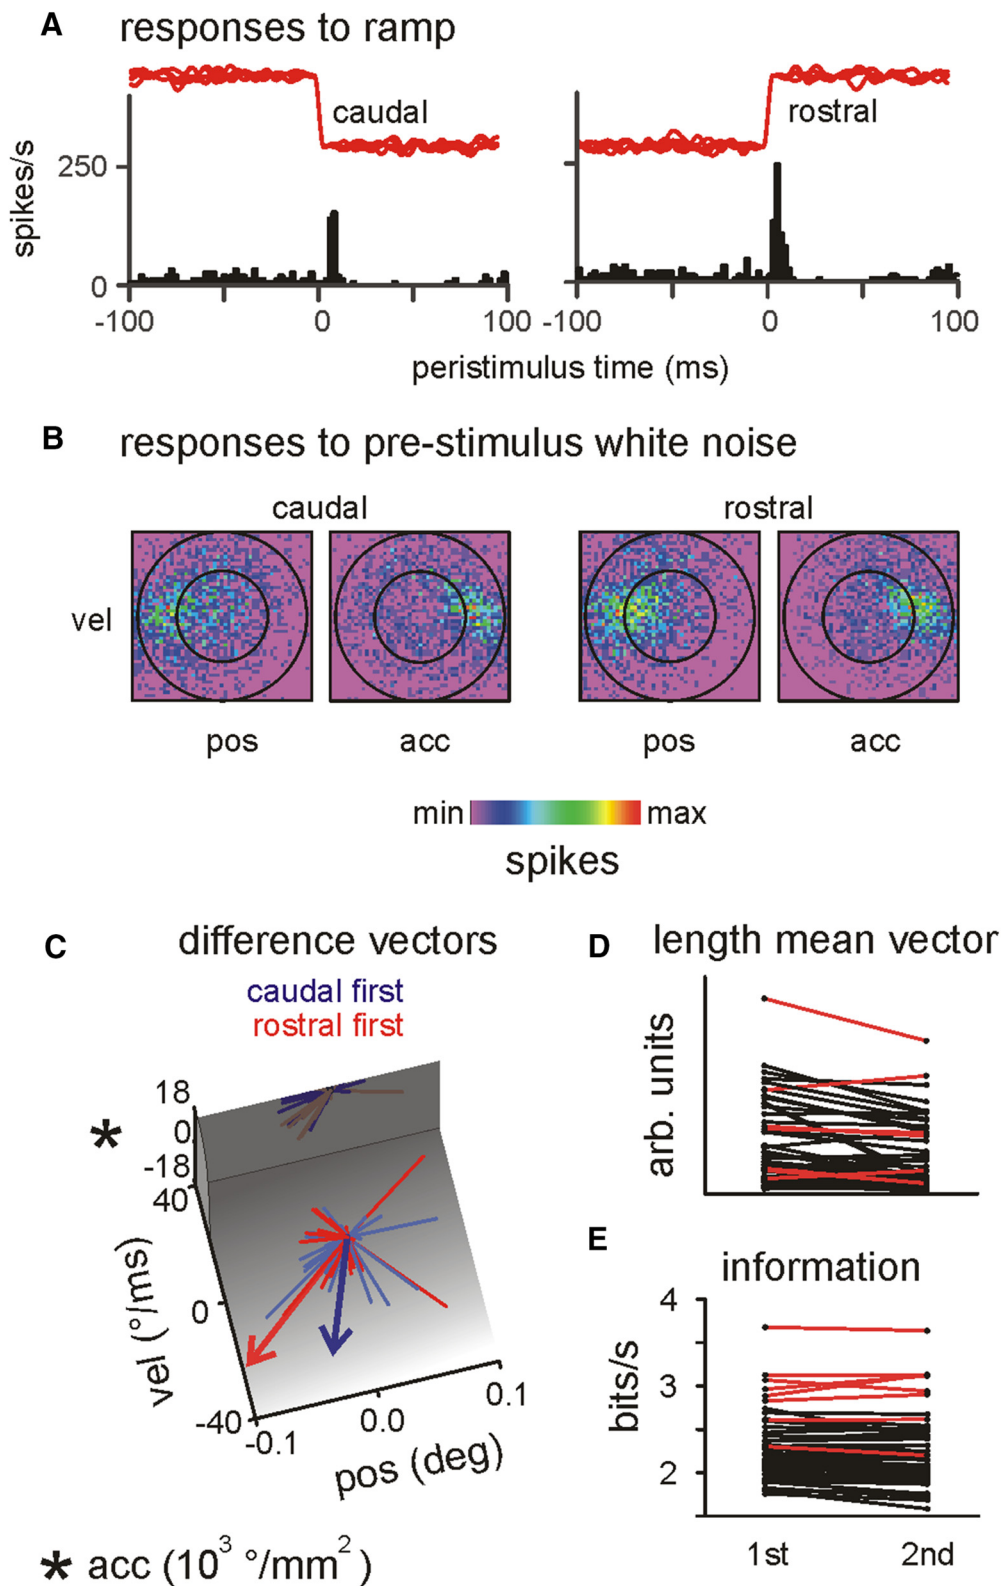 A responses to ramp
caudal
rostral
spikes/s
250
0
-100 0 100 -100 0 100
peristimulus time (ms)
B responses to pre-stimulus white noise
caudal rostral
vel
pos acc pos acc
min max
spikes
C difference vectors
caudal first
rostral first
18
*
0
-18
40
0
-40
vel (°/ms)
-0.1 0.0 0.1
pos (deg)
* acc (10³ °/mm²)
D length mean vector
arb. units
E information
4
3
2
bits/s
1st 2nd